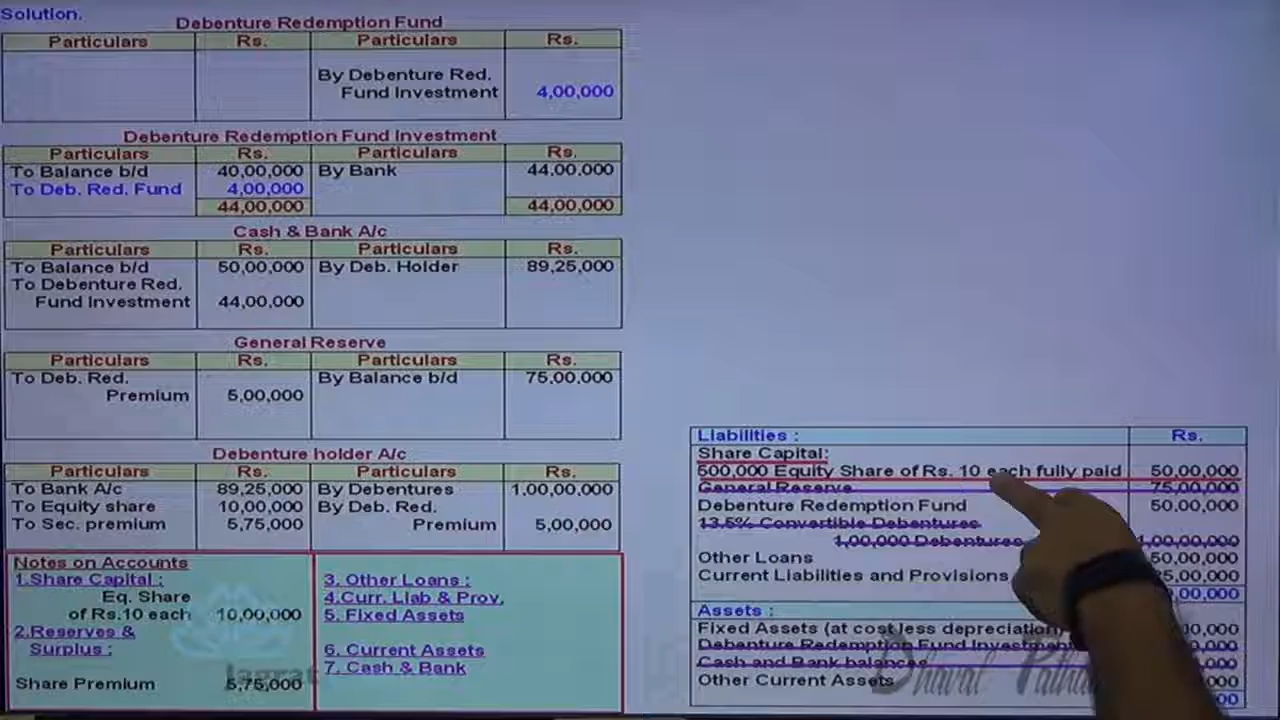 Solution.
Debenture Redemption Fund
Particulars Rs. Particulars Rs.
By Debenture Red.
Fund Investment 4,00,000
Debenture Redemption Fund Investment
Particulars Rs. Particulars Rs.
To Balance b/d 40,00,000 By Bank 44.00.000
To Deb. Red. Fund 4,00,000
44,00,000 44,00,000
Cash & Bank A/c
Particulars Rs. Particulars Rs.
To Balance b/d 50,00,000 By Deb. Holder 89,25,000
To Debenture Red.
Fund Investment 44,00,000
General Reserve
Particulars Rs. Particulars Rs.
To Deb. Red. By Balance b/d 75.00.000
Premium 5,00,000
Debenture holder A/c
Particulars Rs. Particulars Rs.
To Bank A/c 89,25,000 By Debentures 1.00,00.000
To Equity share 10,00,000 By Deb. Red.
To Sec. premium 5,75,000 Premium 5,00,000
Notes on Accounts
1.Share Capital :
Eq. Share
of Rs.10 each 10,00,000
2.Reserves &
Surplus :
Share Premium 5,75,000
3. Other Loans :
4.Curr. Liab & Prov.
5. Fixed Assets
6. Current Assets
7. Cash & Bank
Liabilities : Rs.
Share Capital:
500,000 Equity Share of Rs. 10 each fully paid 50,00,000
General Reserve 75,00,000
Debenture Redemption Fund 50.00,000
13.5% Convertible Debentures
1,00,000 Debentures 1,00,00,000
Other Loans 50,00,000
Current Liabilities and Provisions
Assets :
Fixed Assets (at cost less depreciation)
Debenture Redemption Fund Investment
Cash and Bank balances
Other Current Assets
Jagrat
Dhaval